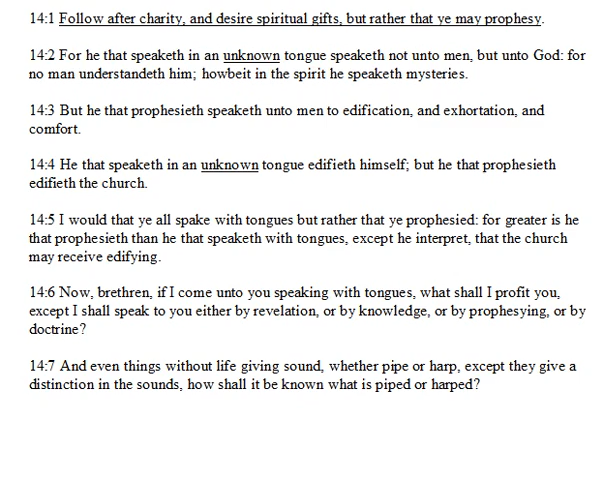 14:1 Follow after charity, and desire spiritual gifts, but rather that ye may prophesy.
14:2 For he that speaketh in an unknown tongue speaketh not unto men, but unto God: for
no man understandeth him; howbeit in the spirit he speaketh mysteries.
14:3 But he that prophesieth speaketh unto men to edification, and exhortation, and
comfort.
14:4 He that speaketh in an unknown tongue edifieth himself; but he that prophesieth
edifieth the church.
14:5 I would that ye all spake with tongues but rather that ye prophesied: for greater is he
that prophesieth than he that speaketh with tongues, except he interpret, that the church
may receive edifying.
14:6 Now, brethren, if I come unto you speaking with tongues, what shall I profit you,
except I shall speak to you either by revelation, or by knowledge, or by prophesying, or by
doctrine?
14:7 And even things without life giving sound, whether pipe or harp, except they give a
distinction in the sounds, how shall it be known what is piped or harped?